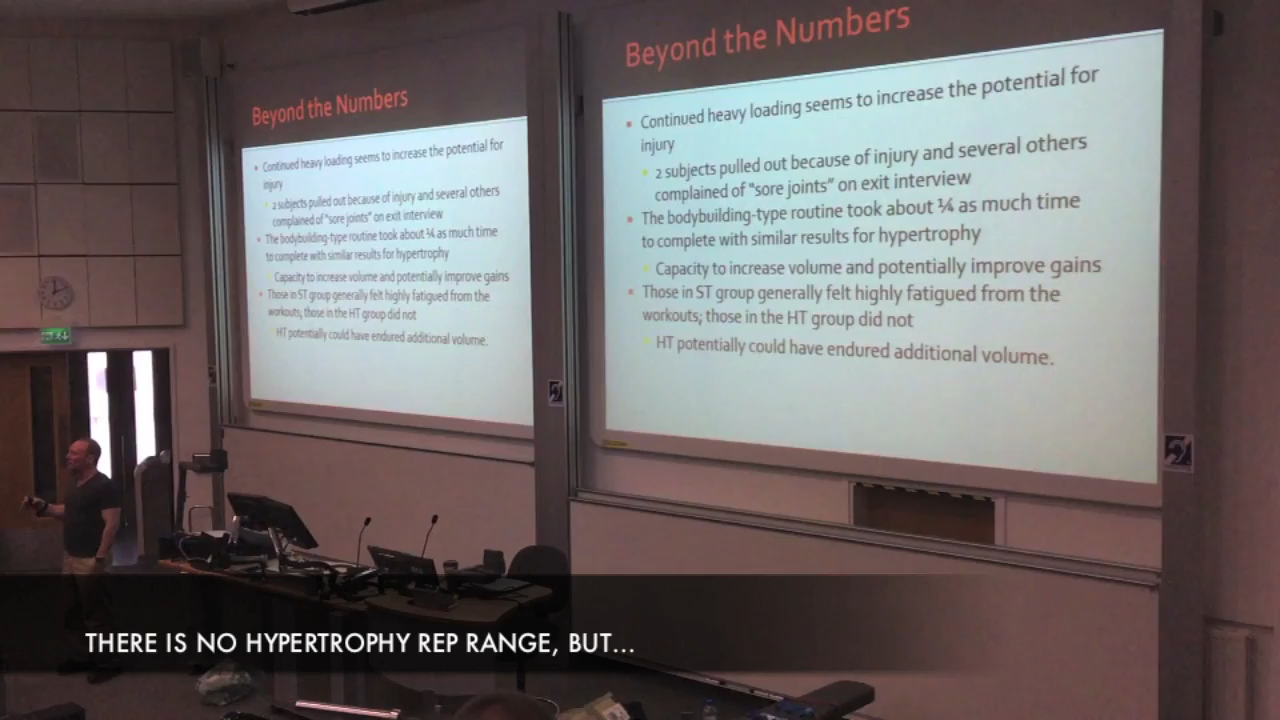 Beyond the Numbers
Continued heavy loading seems to increase the potential for
injury
2 subjects pulled out because of injury and several others
complained of "sore joints" on exit interview
The bodybuilding-type routine took about ¼ as much time
to complete with similar results for hypertrophy
Capacity to increase volume and potentially improve gains
Those in ST group generally felt highly fatigued from the
workouts; those in the HT group did not
HT potentially could have endured additional volume.
Beyond the Numbers
Continued heavy loading seems to increase the potential for
injury
2 subjects pulled out because of injury and several others
complained of "sore joints" on exit interview
The bodybuilding-type routine took about ¼ as much time
to complete with similar results for hypertrophy
Capacity to increase volume and potentially improve gains
Those in ST group generally felt highly fatigued from the
workouts; those in the HT group did not
HT potentially could have endured additional volume.
THERE IS NO HYPERTROPHY REP RANGE, BUT...